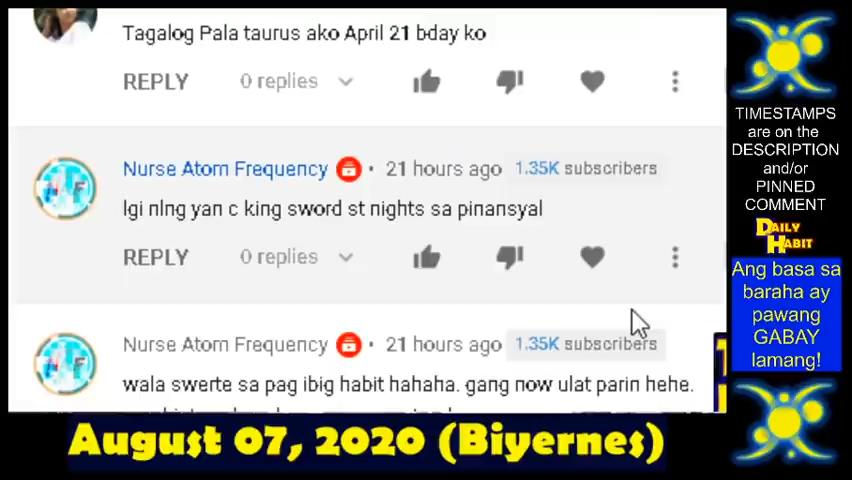 Tagalog Pala taurus ako April 21 bday ko
REPLY 0 replies
Nurse Atom Frequency • 21 hours ago 1.35K subscribers
lgi nlng yan c king sword st nights sa pinansyal
REPLY 0 replies
Nurse Atom Frequency • 21 hours ago 1.35K subscribers
wala swerte sa pag ibig habit hahaha. gang now ulat parin hehe.
August 07, 2020 (Biyernes)
TIMESTAMPS
are on the
DESCRIPTION
and/or
PINNED
COMMENT
DAILY
HABIT
Ang basa sa
baraha ay
pawang
GABAY
lamang!